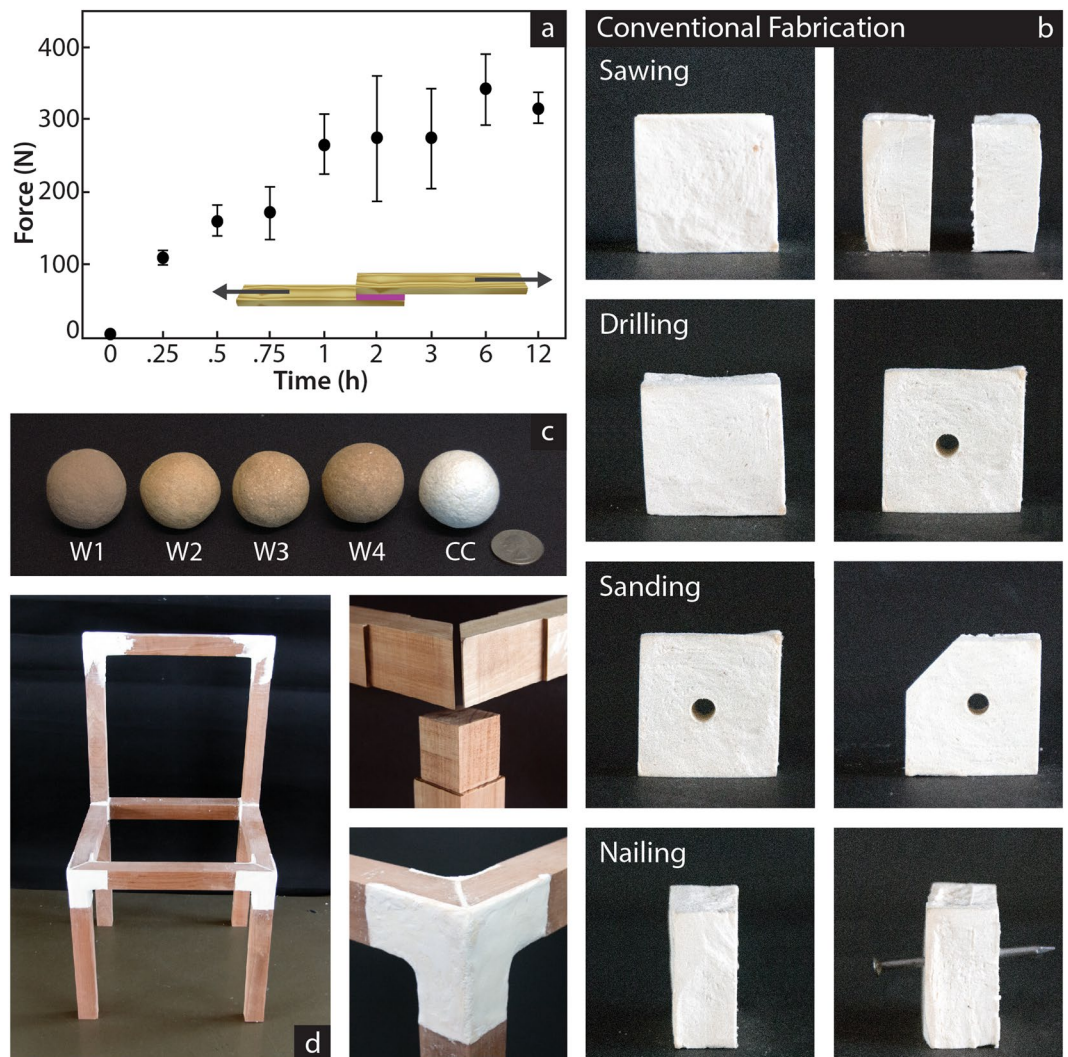 a
400
300
200
100
0
Force (N)
0 .25 .5 .75 1 2 3 6 12
Time (h)
Conventional Fabrication b
Sawing
Drilling
Sanding
Nailing
c
W1 W2 W3 W4 CC
d